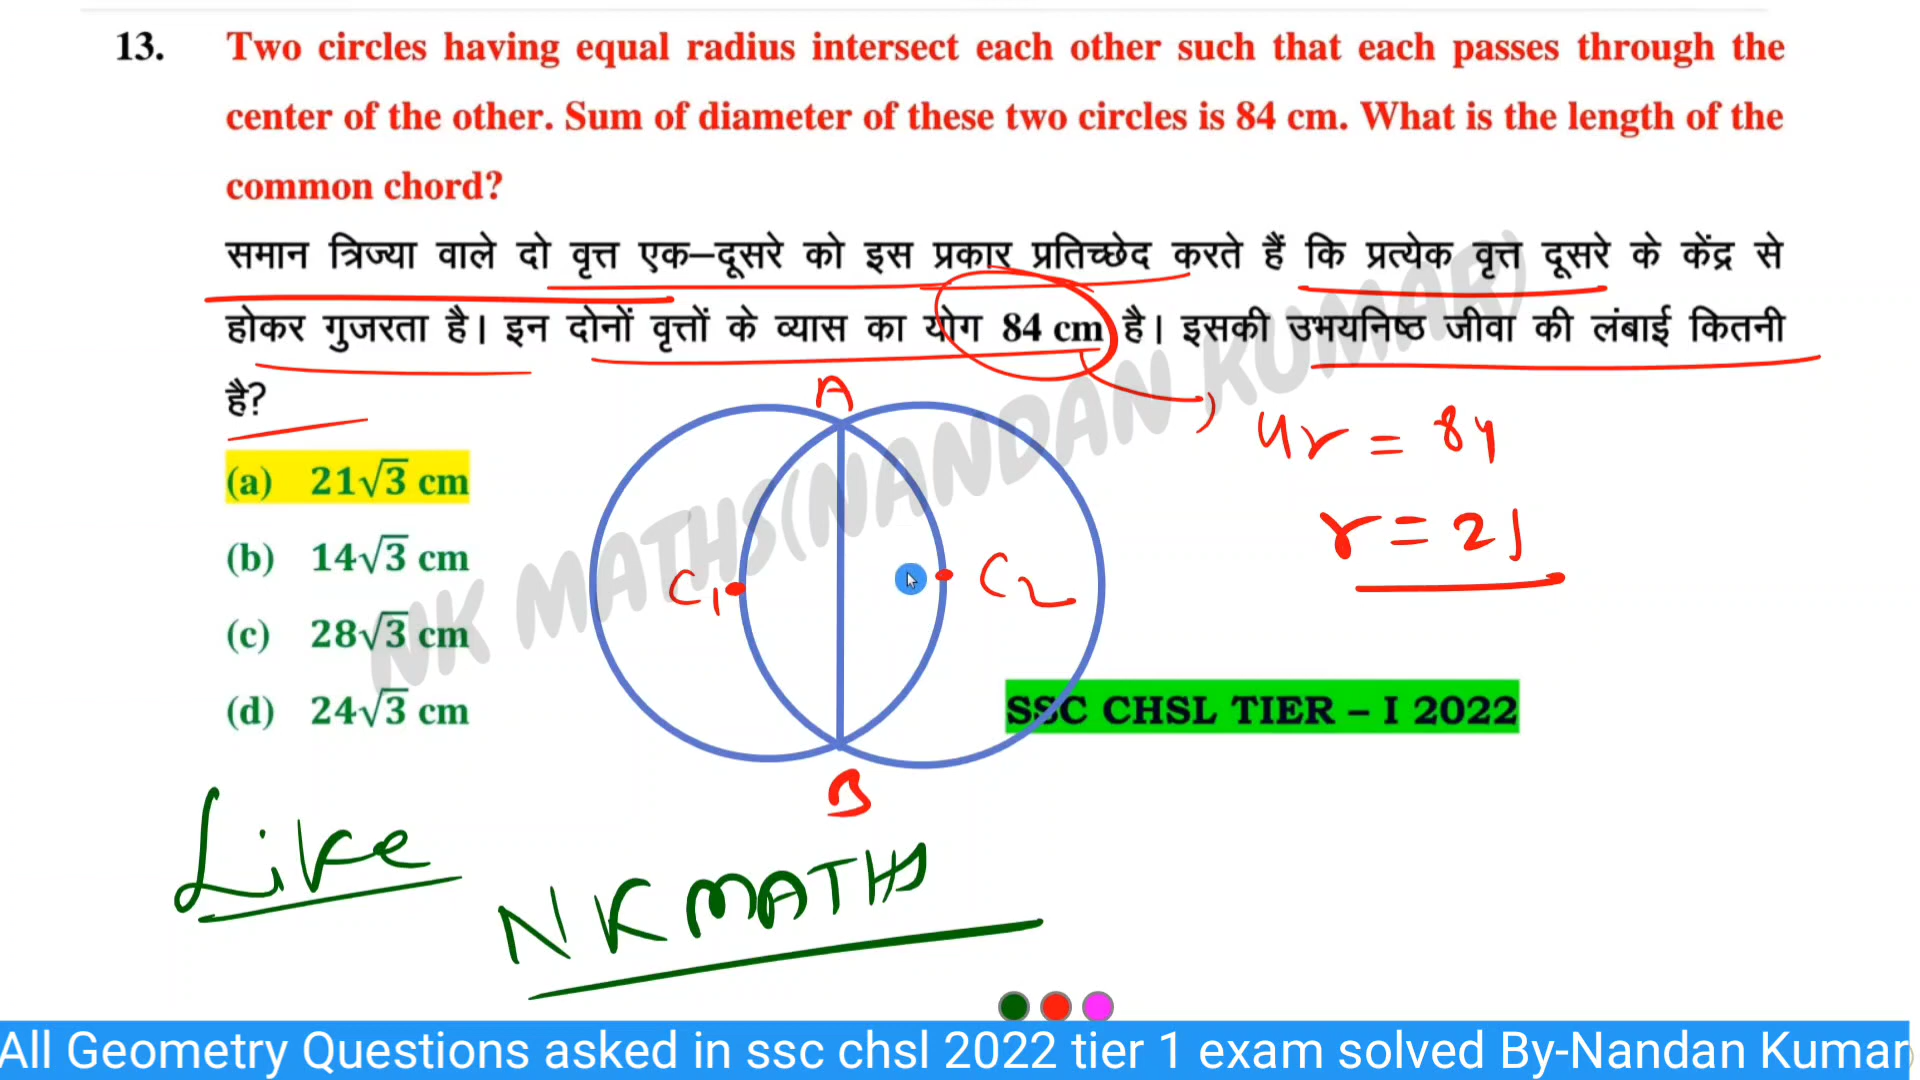 13. Two circles having equal radius intersect each other such that each passes through the
center of the other. Sum of diameter of these two circles is 84 cm. What is the length of the
common chord?
समान त्रिज्या वाले दो वृत्त एक–दूसरे को इस प्रकार प्रतिच्छेद करते हैं कि प्रत्येक वृत्त दूसरे के केंद्र से
होकर गुजरता है। इन दोनों वृत्तों के व्यास का योग 84 cm है। इसकी उभयनिष्ठ जीवा की लंबाई कितनी
है?
A
4r = 84
(a) 21√3 cm
r = 21
(b) 14√3 cm
C1
C2
(c) 28√3 cm
(d) 24√3 cm
SSC CHSL TIER – I 2022
B
NK MATHS(NANDAN KUMAR)
Like
NK MATHS
All Geometry Questions asked in ssc chsl 2022 tier 1 exam solved By-Nandan Kumar